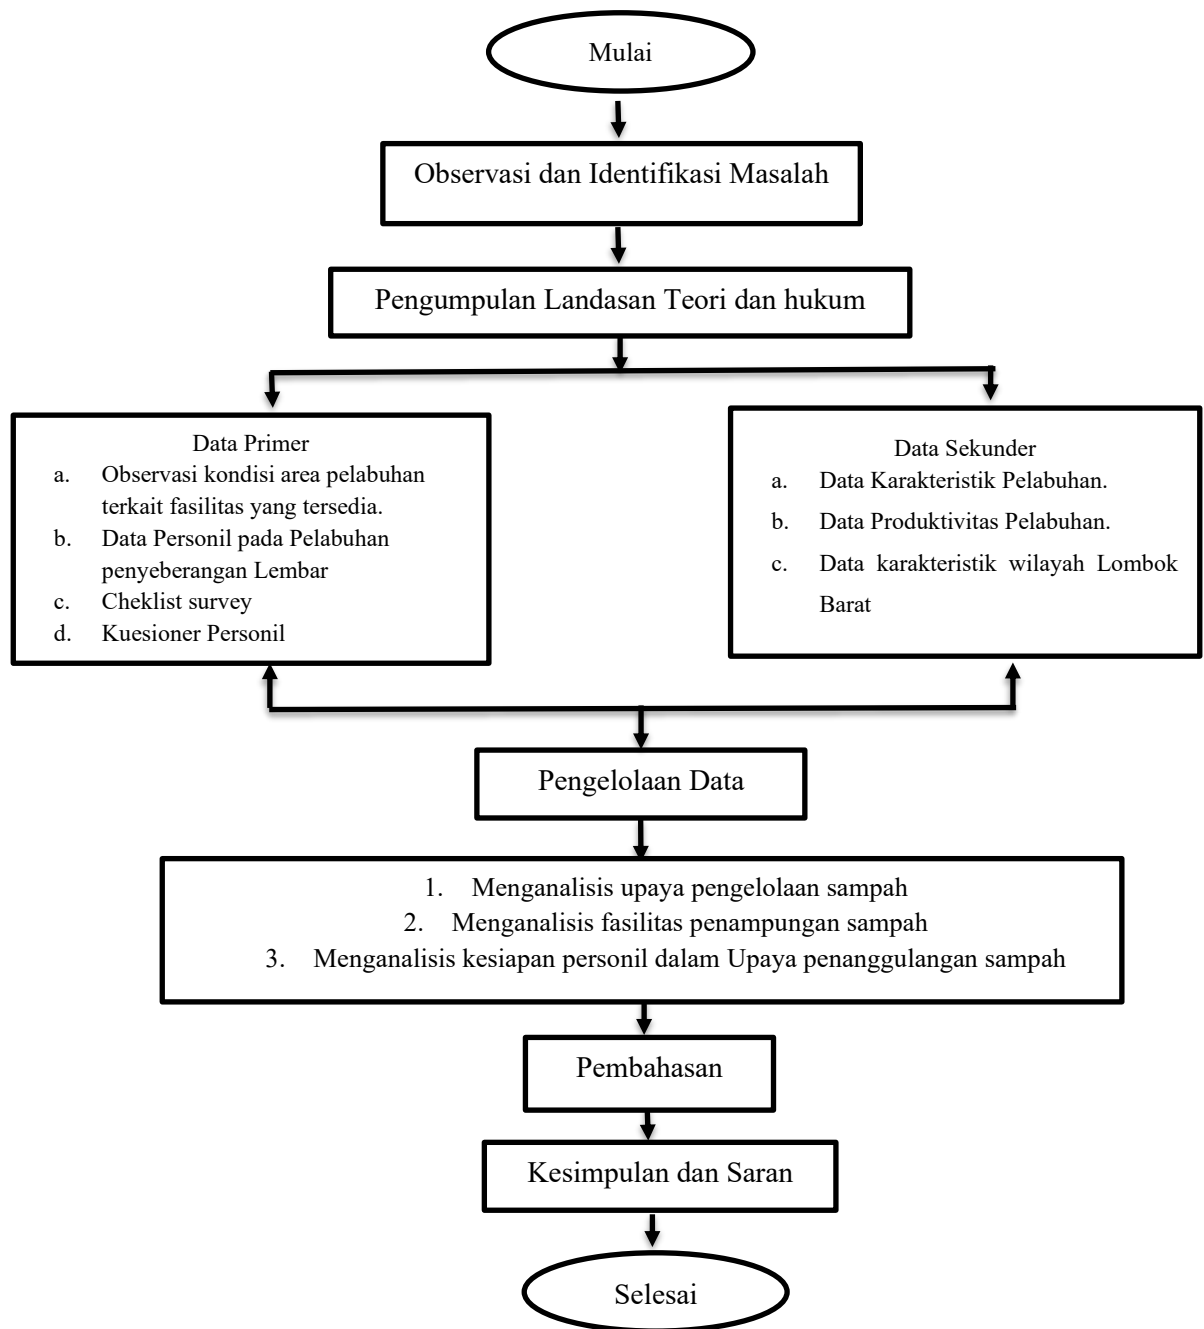 Mulai
Observasi dan Identifikasi Masalah
Pengumpulan Landasan Teori dan hukum
Data Primer
a. Observasi kondisi area pelabuhan
terkait fasilitas yang tersedia.
b. Data Personil pada Pelabuhan
penyeberangan Lembar
c. Cheklist survey
d. Kuesioner Personil
Data Sekunder
a. Data Karakteristik Pelabuhan.
b. Data Produktivitas Pelabuhan.
c. Data karakteristik wilayah Lombok
Barat
Pengelolaan Data
1. Menganalisis upaya pengelolaan sampah
2. Menganalisis fasilitas penampungan sampah
3. Menganalisis kesiapan personil dalam Upaya penanggulangan sampah
Pembahasan
Kesimpulan dan Saran
Selesai